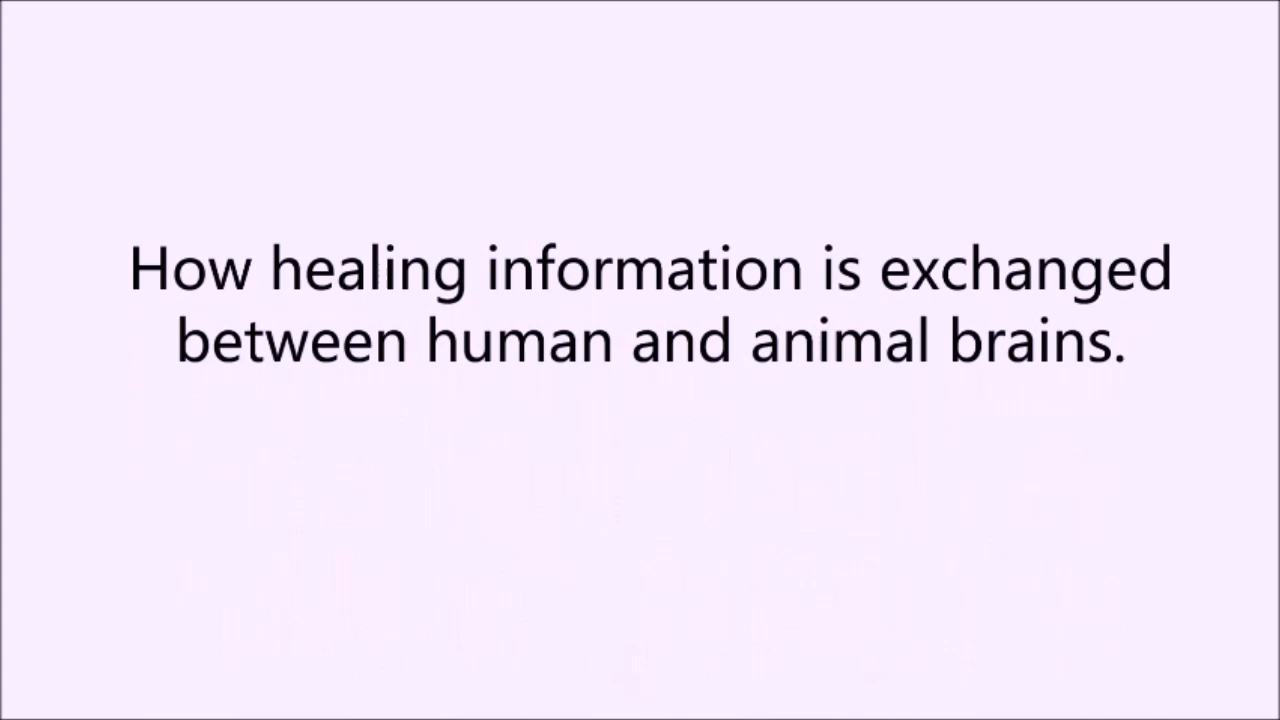 How healing information is exchanged
between human and animal brains.